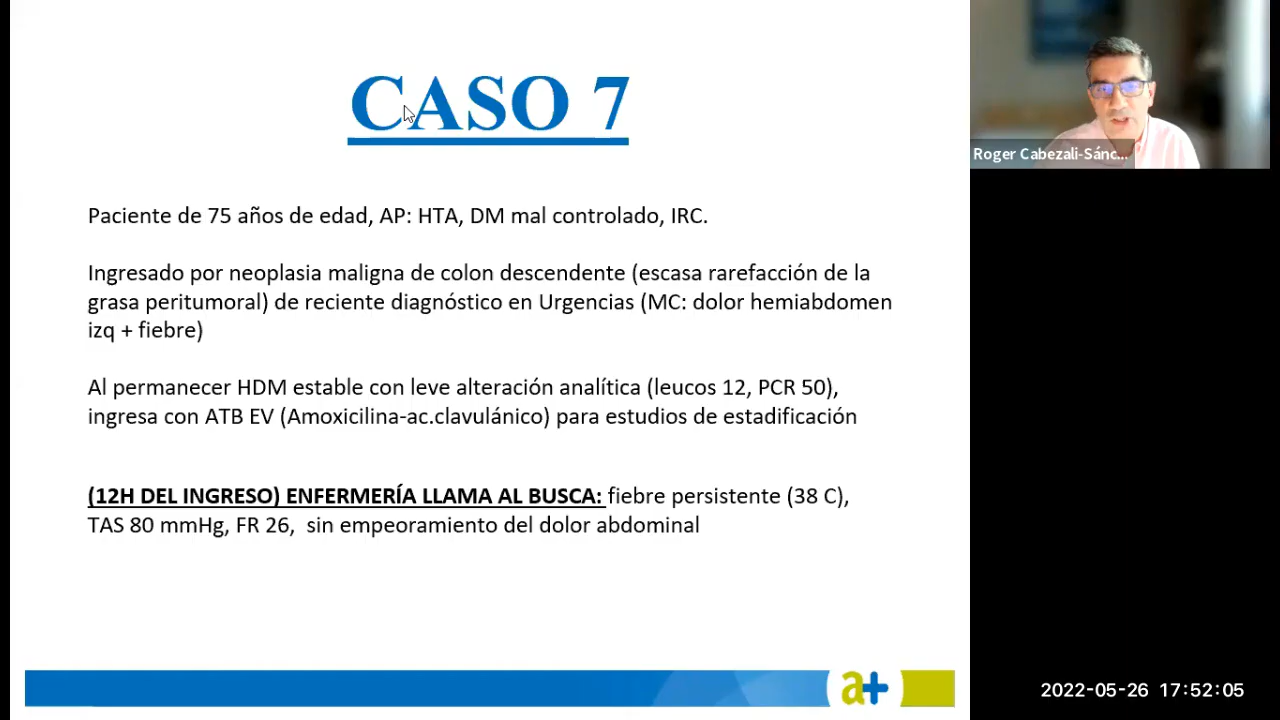 CASO 7
Roger Cabezali-Sánc...
Paciente de 75 años de edad, AP: HTA, DM mal controlado, IRC.
Ingresado por neoplasia maligna de colon descendente (escasa rarefacción de la
grasa peritumoral) de reciente diagnóstico en Urgencias (MC: dolor hemiabdomen
izq + fiebre)
Al permanecer HDM estable con leve alteración analítica (leucos 12, PCR 50),
ingresa con ATB EV (Amoxicilina-ac.clavulánico) para estudios de estadificación
(12H DEL INGRESO) ENFERMERÍA LLAMA AL BUSCA: fiebre persistente (38 C),
TAS 80 mmHg, FR 26, sin empeoramiento del dolor abdominal
a+
2022-05-26 17:52:05